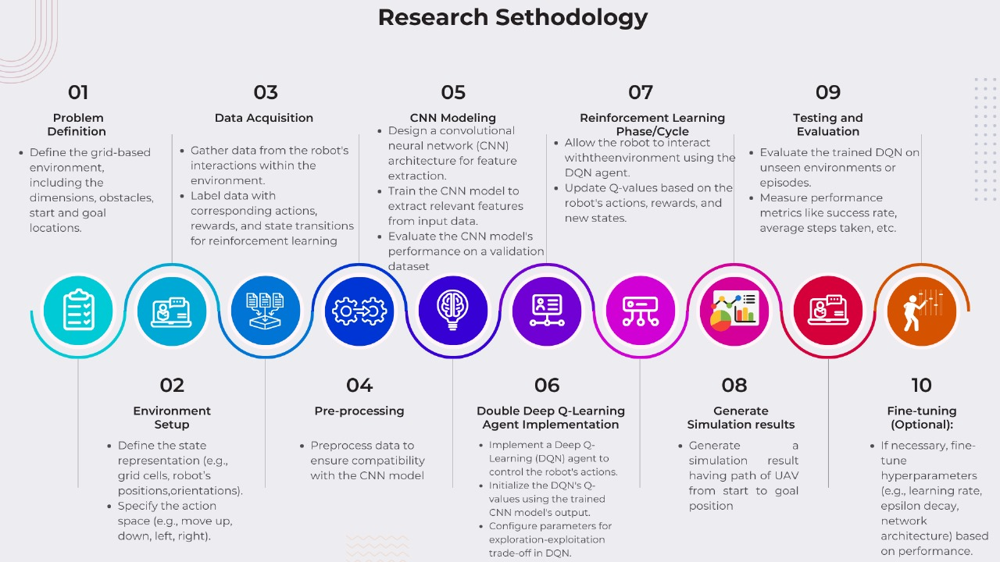 Research Sethodology
01
Problem
Definition
• Define the grid-based
environment,
including the
dimensions, obstacles,
start and goal
locations.
03
Data Acquisition
• Gather data from the robot's
interactions within the
environment.
• Label data with
corresponding actions,
rewards, and state transitions
for reinforcement learning
05
CNN Modeling
• Design a convolutional
neural network (CNN)
architecture for feature
extraction.
• Train the CNN model to
extract relevant features
from input data.
• Evaluate the CNN model's
performance on a validation
dataset
07
Reinforcement Learning
Phase/Cycle
• Allow the robot to interact
withtheenvironment using the
DQN agent.
• Update Q-values based on the
robot's actions, rewards, and
new states.
09
Testing and
Evaluation
• Evaluate the trained DQN on
unseen environments or
episodes.
• Measure performance
metrics like success rate,
average steps taken, etc.
02
Environment
Setup
• Define the state
representation (e.g.,
grid cells, robot's
positions,orientations).
• Specify the action
space (e.g., move up,
down, left, right).
04
Pre-processing
• Preprocess data to
ensure compatibility
with the CNN model
06
Double Deep Q-Learning
Agent Implementation
• Implement a Deep Q-
Learning (DQN) agent to
control the robot's actions.
• Initialize the DQN's Q-
values using the trained
CNN model's output.
• Configure parameters for
exploration-exploitation
trade-off in DQN.
08
Generate
Simulation results
• Generate a
simulation result
having path of UAV
from start to goal
position
10
Fine-tuning
(Optional):
• If necessary, fine-
tune
hyperparameters
(e.g., learning rate,
epsilon decay,
network
architecture) based
on performance.